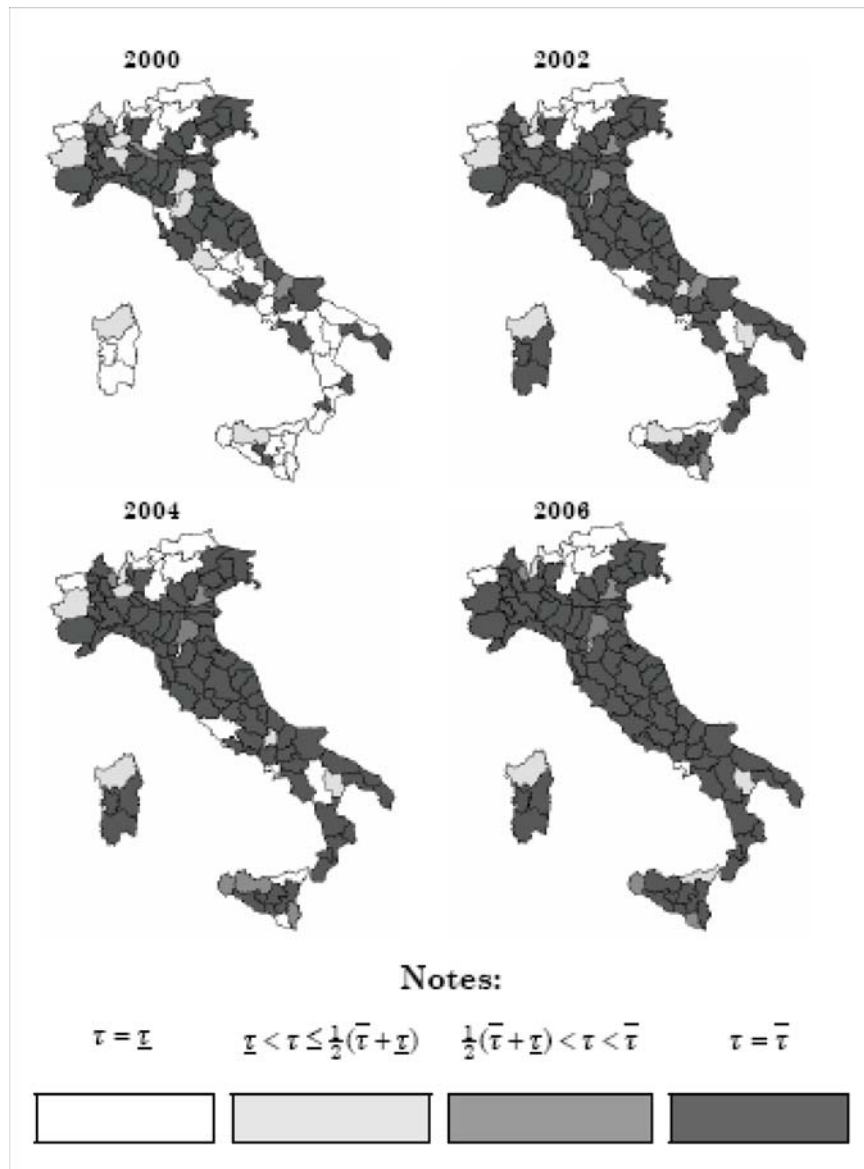 2000 2002
2004 2006
Notes:
τ = τ̲ τ̲ < τ ≤ ½(τ̅ + τ̲) ½(τ̅ + τ̲) < τ < τ̅ τ = τ̅